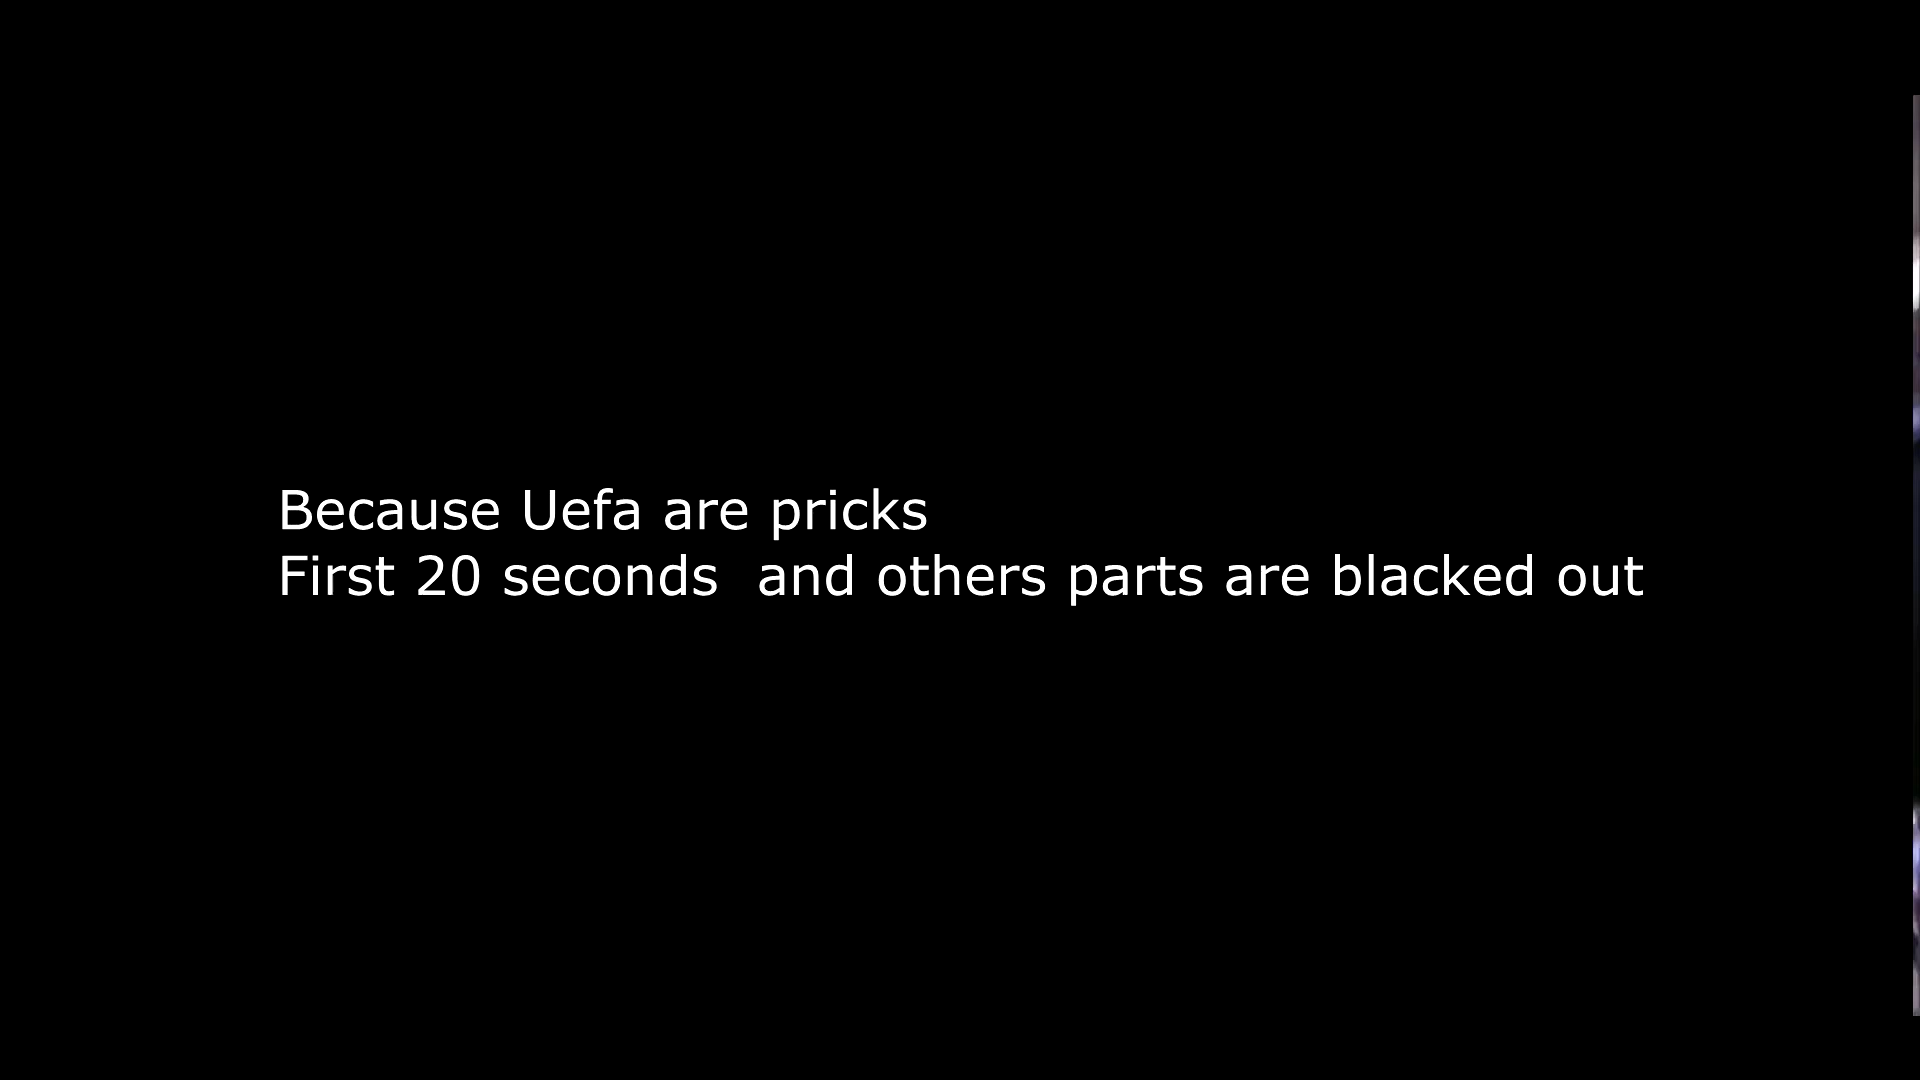 Because Uefa are pricks
First 20 seconds  and others parts are blacked out